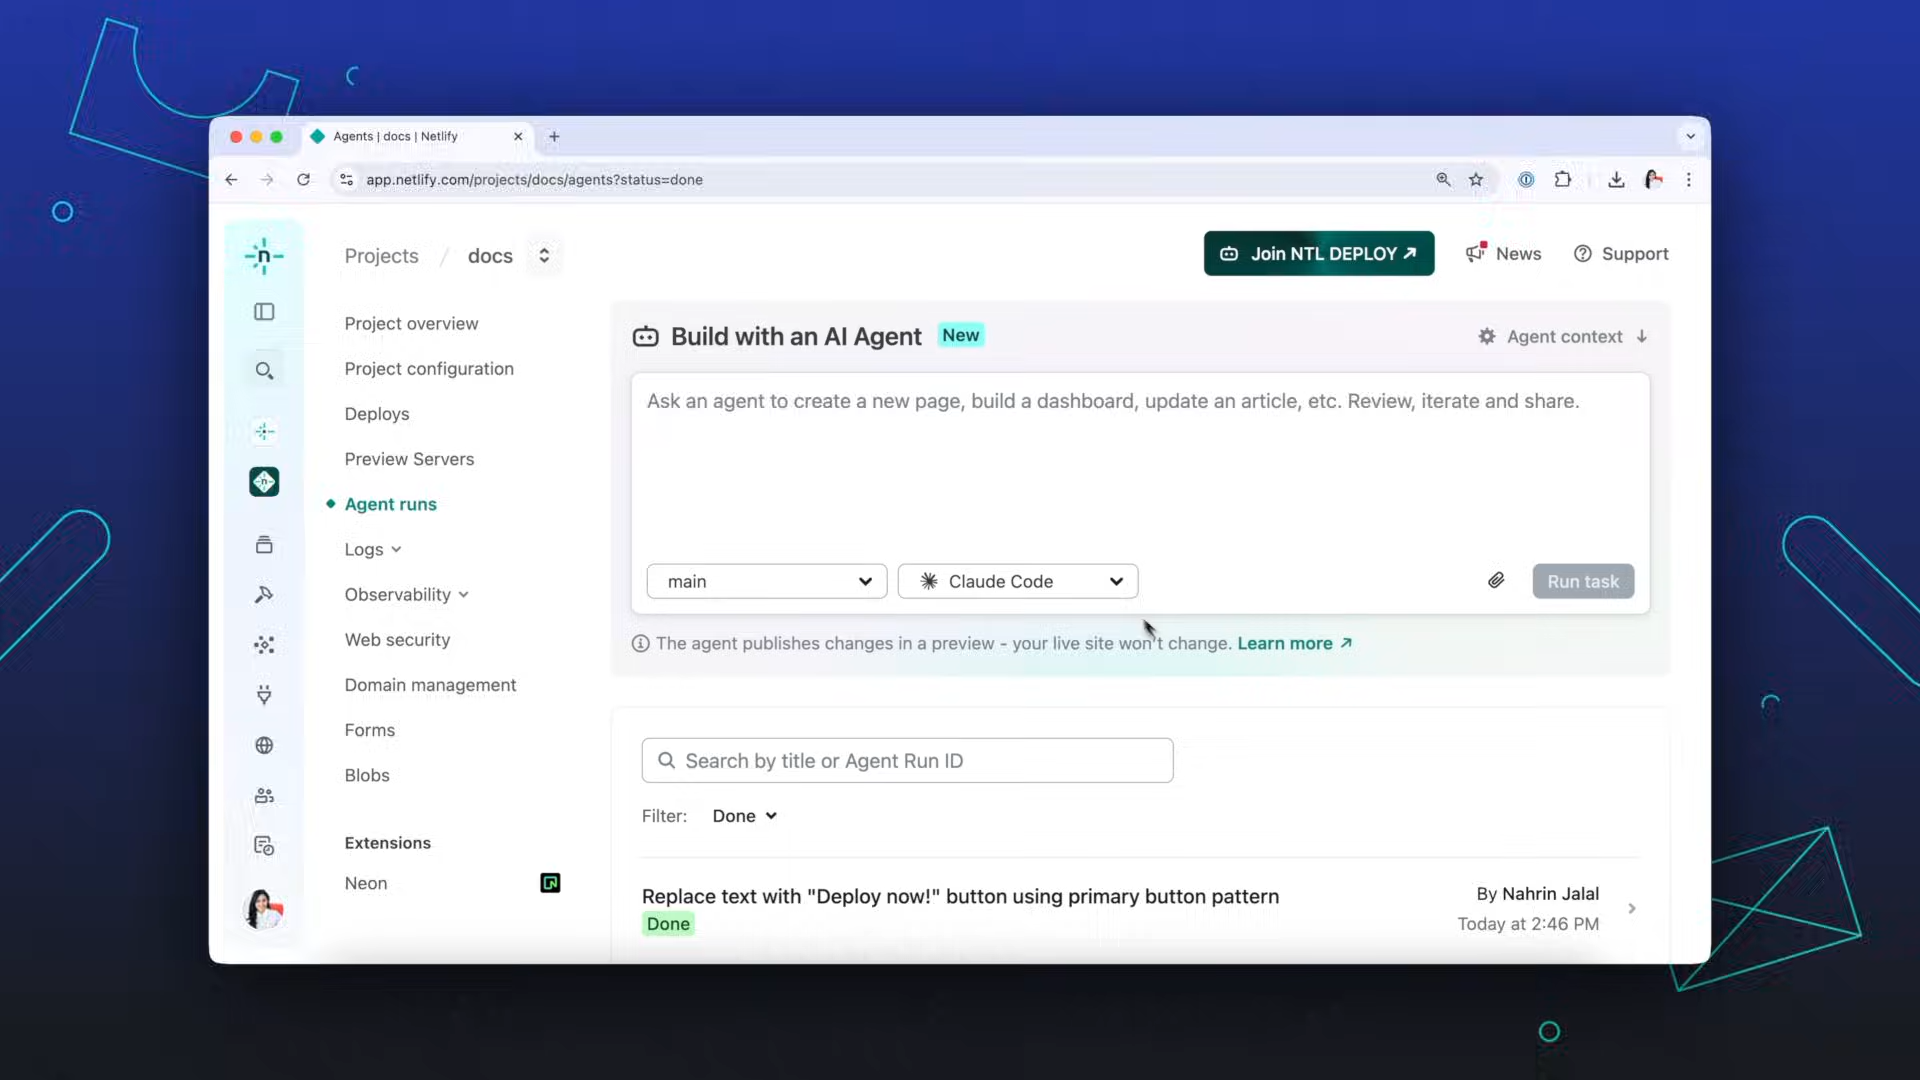 Agents | docs | Netlify
app.netlify.com/projects/docs/agents?status=done
n
Projects / docs
Join NTL DEPLOY ↗
News
Support
Project overview
Project configuration
Deploys
Preview Servers
Agent runs
Logs
Observability
Web security
Domain management
Forms
Blobs
Extensions
Neon
Build with an AI Agent New
Agent context ↓
Ask an agent to create a new page, build a dashboard, update an article, etc. Review, iterate and share.
main
Claude Code
Run task
The agent publishes changes in a preview - your live site won't change. Learn more ↗
Search by title or Agent Run ID
Filter: Done
Replace text with "Deploy now!" button using primary button pattern
Done
By Nahrin Jalal
Today at 2:46 PM